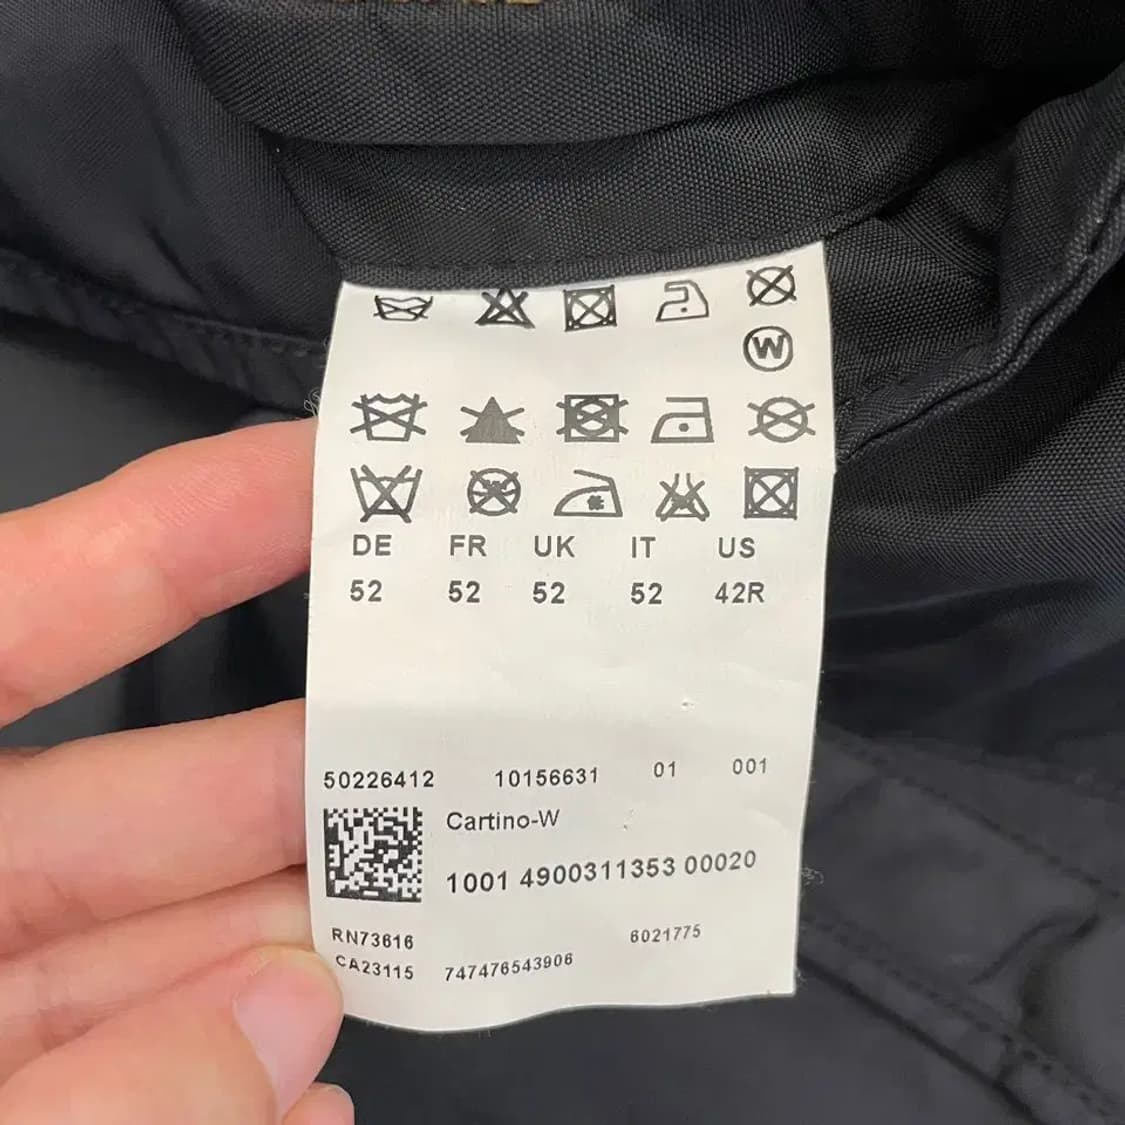 W
DE FR UK IT US
52 52 52 52 42R
50226412 10156631 01 001
Cartino-W
1001 4900311353 00020
RN73616 6021775
CA23115 747476543906